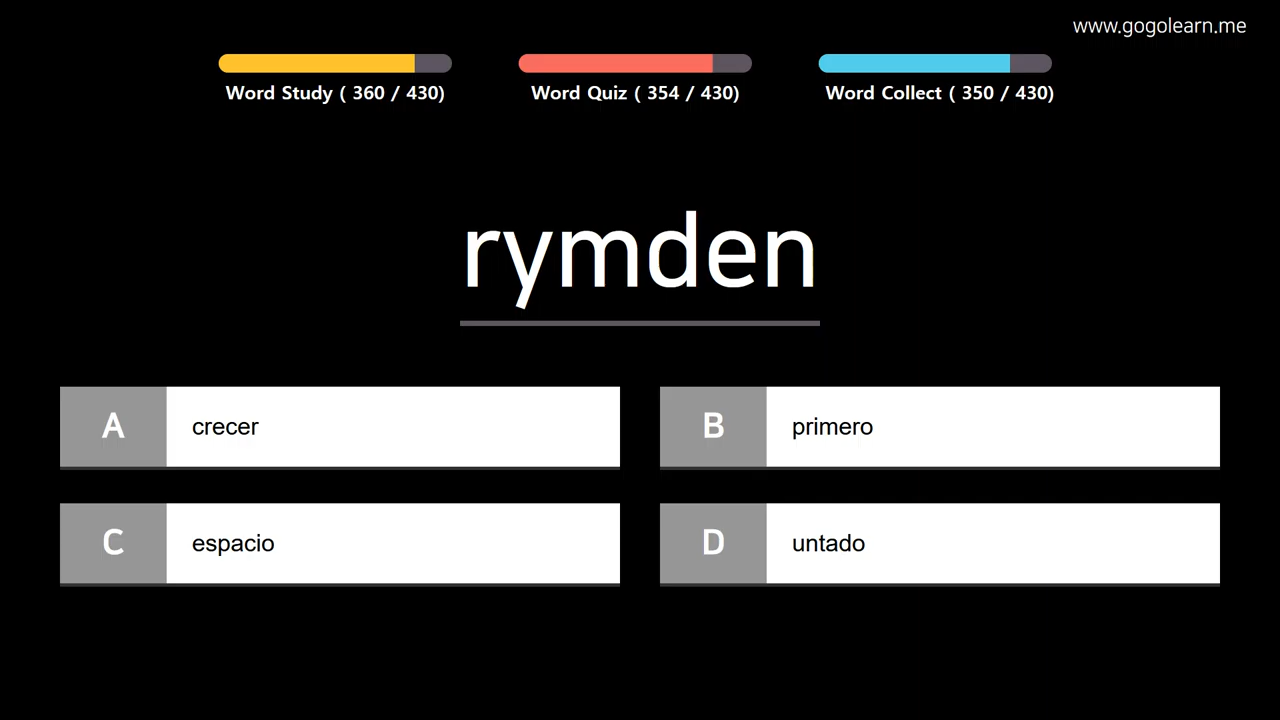 www.gogolearn.me
Word Study ( 360 / 430)
Word Quiz ( 354 / 430)
Word Collect ( 350 / 430)
rymden
A crecer
B primero
C espacio
D untado